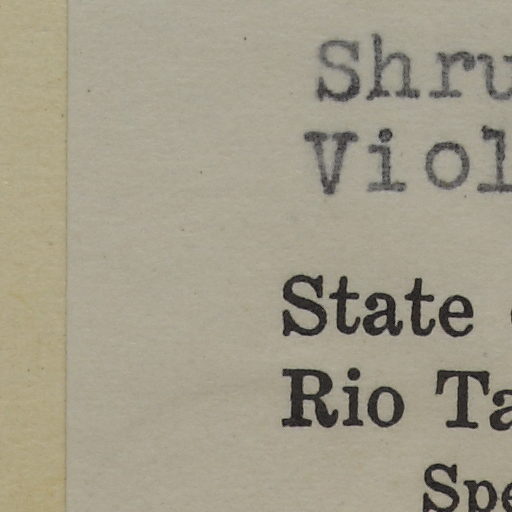 Shru
Viol
State
Rio Ta
Spe